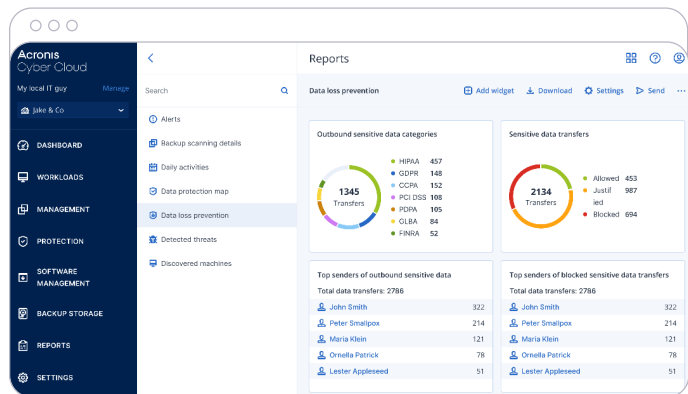 Acronis
Cyber Cloud
My local IT guy Manage
Jake & Co
DASHBOARD
WORKLOADS
MANAGEMENT
PROTECTION
SOFTWARE
MANAGEMENT
BACKUP STORAGE
REPORTS
SETTINGS
Search
Alerts
Backup scanning details
Daily activities
Data protection map
Data loss prevention
Detected threats
Discovered machines
Reports
Data loss prevention Add widget Download Settings Send
Outbound sensitive data categories
1345
Transfers
HIPAA 457
GDPR 148
CCPA 152
PCI DSS 108
PDPA 105
GLBA 84
FINRA 52
Sensitive data transfers
2134
Transfers
Allowed 453
Justif 987
ied
Blocked 694
Top senders of outbound sensitive data
Total data transfers: 2786
John Smith 322
Peter Smallpox 214
Maria Klein 121
Ornella Patrick 78
Lester Appleseed 51
Top senders of blocked sensitive data transfers
Total data transfers: 2786
John Smith 322
Peter Smallpox 214
Maria Klein 121
Ornella Patrick 78
Lester Appleseed 51